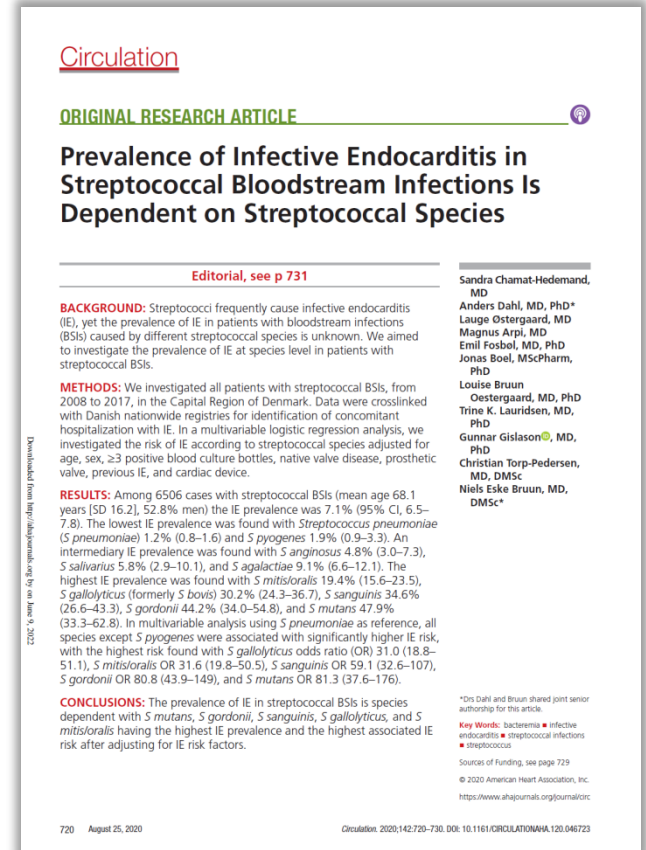 Circulation
ORIGINAL RESEARCH ARTICLE
Prevalence of Infective Endocarditis in
Streptococcal Bloodstream Infections Is
Dependent on Streptococcal Species
Editorial, see p 731
BACKGROUND: Streptococci frequently cause infective endocarditis
(IE), yet the prevalence of IE in patients with bloodstream infections
(BSIs) caused by different streptococcal species is unknown. We aimed
to investigate the prevalence of IE at species level in patients with
streptococcal BSIs.
METHODS: We investigated all patients with streptococcal BSIs, from
2008 to 2017, in the Capital Region of Denmark. Data were crosslinked
with Danish nationwide registries for identification of concomitant
hospitalization with IE. In a multivariable logistic regression analysis, we
investigated the risk of IE according to streptococcal species adjusted for
age, sex, ≥3 positive blood culture bottles, native valve disease, prosthetic
valve, previous IE, and cardiac device.
RESULTS: Among 6506 cases with streptococcal BSIs (mean age 68.1
years [SD 16.2], 52.8% men) the IE prevalence was 7.1% (95% CI, 6.5–
7.8). The lowest IE prevalence was found with Streptococcus pneumoniae
(S pneumoniae) 1.2% (0.8–1.6) and S pyogenes 1.9% (0.9–3.3). An
intermediary IE prevalence was found with S anginosus 4.8% (3.0–7.3),
S salivarius 5.8% (2.9–10.1), and S agalactiae 9.1% (6.6–12.1). The
highest IE prevalence was found with S mitis/oralis 19.4% (15.6–23.5),
S gallolyticus (formerly S bovis) 30.2% (24.3–36.7), S sanguinis 34.6%
(26.6–43.3), S gordonii 44.2% (34.0–54.8), and S mutans 47.9%
(33.3–62.8). In multivariable analysis using S pneumoniae as reference, all
species except S pyogenes were associated with significantly higher IE risk,
with the highest risk found with S gallolyticus odds ratio (OR) 31.0 (18.8–
51.1), S mitis/oralis OR 31.6 (19.8–50.5), S sanguinis OR 59.1 (32.6–107),
S gordonii OR 80.8 (43.9–149), and S mutans OR 81.3 (37.6–176).
CONCLUSIONS: The prevalence of IE in streptococcal BSIs is species
dependent with S mutans, S gordonii, S sanguinis, S gallolyticus, and S
mitis/oralis having the highest IE prevalence and the highest associated IE
risk after adjusting for IE risk factors.
Sandra Chamat-Hedemand,
MD
Anders Dahl, MD, PhD*
Lauge Østergaard, MD
Magnus Arpi, MD
Emil Fosbøl, MD, PhD
Jonas Boel, MScPharm,
PhD
Louise Bruun
Oestergaard, MD, PhD
Trine K. Lauridsen, MD,
PhD
Gunnar Gislason, MD,
PhD
Christian Torp-Pedersen,
MD, DMSc
Niels Eske Bruun, MD,
DMSc*
*Drs Dahl and Bruun shared joint senior
authorship for this article.
Key Words: bacteremia ■ infective
endocarditis ■ streptococcal infections
■ streptococcus
Sources of Funding, see page 729
© 2020 American Heart Association, Inc.
https://www.ahajournals.org/journal/circ
Downloaded from http://ahajournals.org by on June 9, 2022
720 August 25, 2020
Circulation. 2020;142:720–730. DOI: 10.1161/CIRCULATIONAHA.120.046723